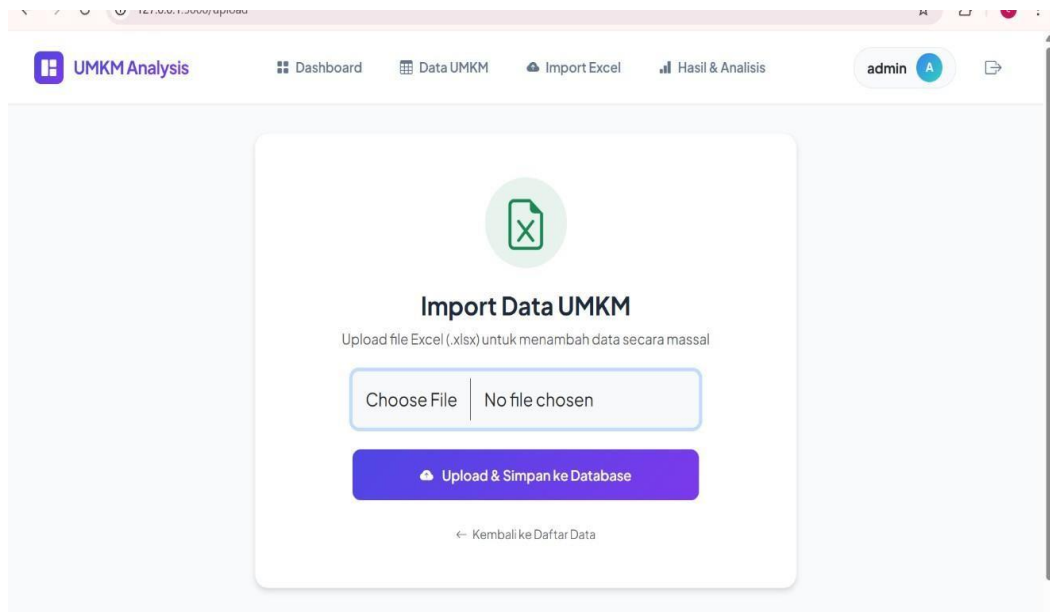 UMKM Analysis
Dashboard
Data UMKM
Import Excel
Hasil & Analisis
admin
A
Import Data UMKM
Upload file Excel (.xlsx) untuk menambah data secara massal
Choose File No file chosen
Upload & Simpan ke Database
← Kembali ke Daftar Data